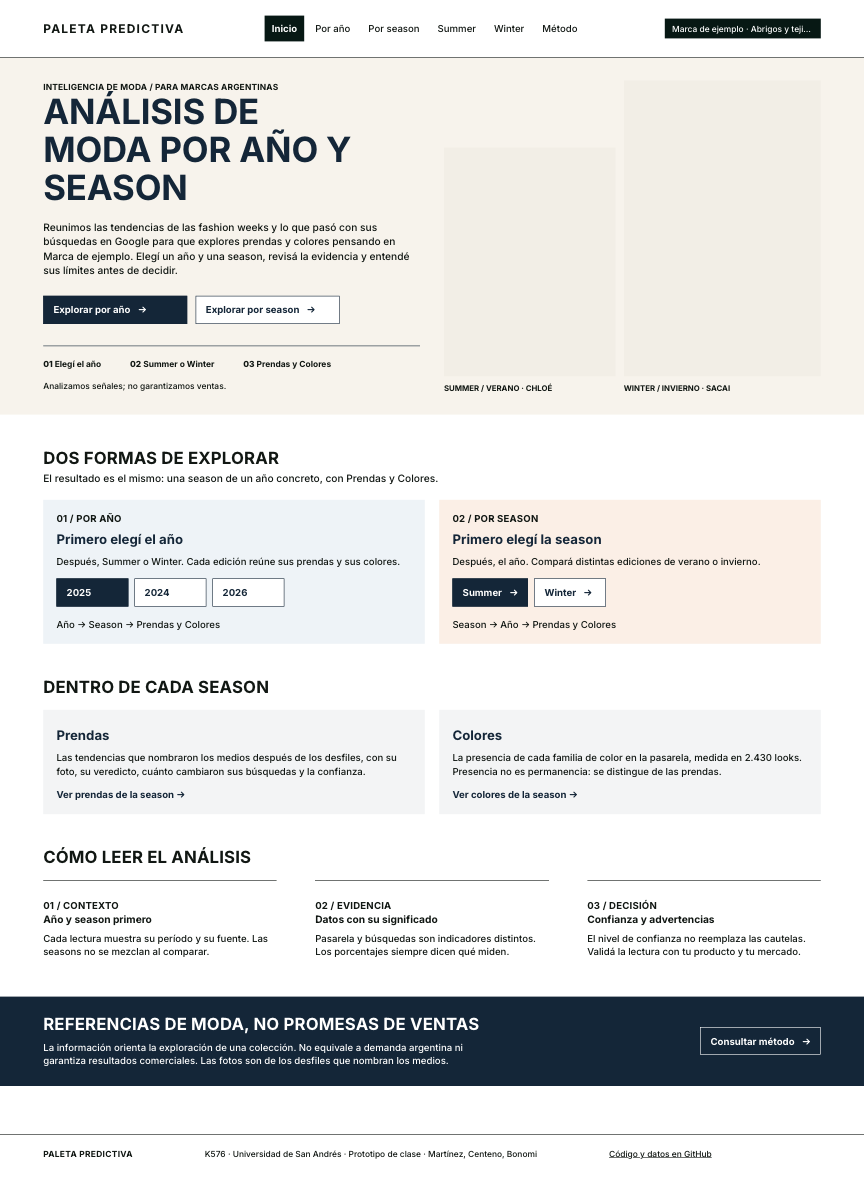 PALETA PREDICTIVA
Inicio
Por año
Por season
Summer
Winter
Método
Marca de ejemplo · Abrigos y teji...
INTELIGENCIA DE MODA / PARA MARCAS ARGENTINAS
ANÁLISIS DE
MODA POR AÑO Y
SEASON
Reunimos las tendencias de las fashion weeks y lo que pasó con sus
búsquedas en Google para que explores prendas y colores pensando en
Marca de ejemplo. Elegí un año y una season, revisá la evidencia y entendé
sus límites antes de decidir.
Explorar por año →
Explorar por season →
01 Elegí el año
02 Summer o Winter
03 Prendas y Colores
Analizamos señales; no garantizamos ventas.
SUMMER / VERANO · CHLOÉ
WINTER / INVIERNO · SACAI
DOS FORMAS DE EXPLORAR
El resultado es el mismo: una season de un año concreto, con Prendas y Colores.
01 / POR AÑO
Primero elegí el año
Después, Summer o Winter. Cada edición reúne sus prendas y sus colores.
2025
2024
2026
Año → Season → Prendas y Colores
02 / POR SEASON
Primero elegí la season
Después, el año. Compará distintas ediciones de verano o invierno.
Summer →
Winter →
Season → Año → Prendas y Colores
DENTRO DE CADA SEASON
Prendas
Las tendencias que nombraron los medios después de los desfiles, con su
foto, su veredicto, cuánto cambiaron sus búsquedas y la confianza.
Ver prendas de la season →
Colores
La presencia de cada familia de color en la pasarela, medida en 2.430 looks.
Presencia no es permanencia: se distingue de las prendas.
Ver colores de la season →
CÓMO LEER EL ANÁLISIS
01 / CONTEXTO
Año y season primero
Cada lectura muestra su período y su fuente. Las
seasons no se mezclan al comparar.
02 / EVIDENCIA
Datos con su significado
Pasarela y búsquedas son indicadores distintos.
Los porcentajes siempre dicen qué miden.
03 / DECISIÓN
Confianza y advertencias
El nivel de confianza no reemplaza las cautelas.
Validá la lectura con tu producto y tu mercado.
REFERENCIAS DE MODA, NO PROMESAS DE VENTAS
La información orienta la exploración de una colección. No equivale a demanda argentina ni
garantiza resultados comerciales. Las fotos son de los desfiles que nombran los medios.
Consultar método →
PALETA PREDICTIVA
K576 · Universidad de San Andrés · Prototipo de clase · Martínez, Centeno, Bonomi
Código y datos en GitHub